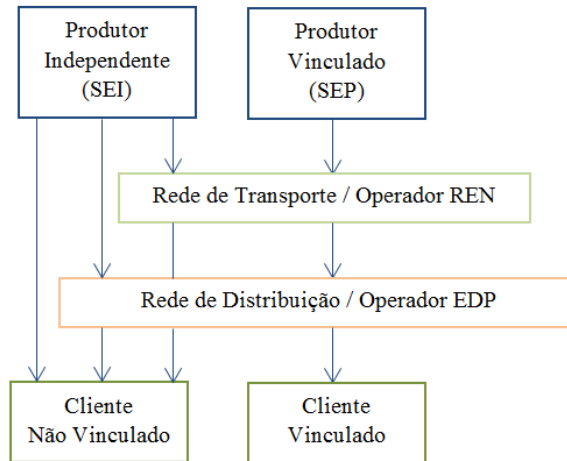 Produtor
Independente
(SEI)
Produtor
Vinculado
(SEP)
Rede de Transporte / Operador REN
Rede de Distribuição / Operador EDP
Cliente
Não Vinculado
Cliente
Vinculado